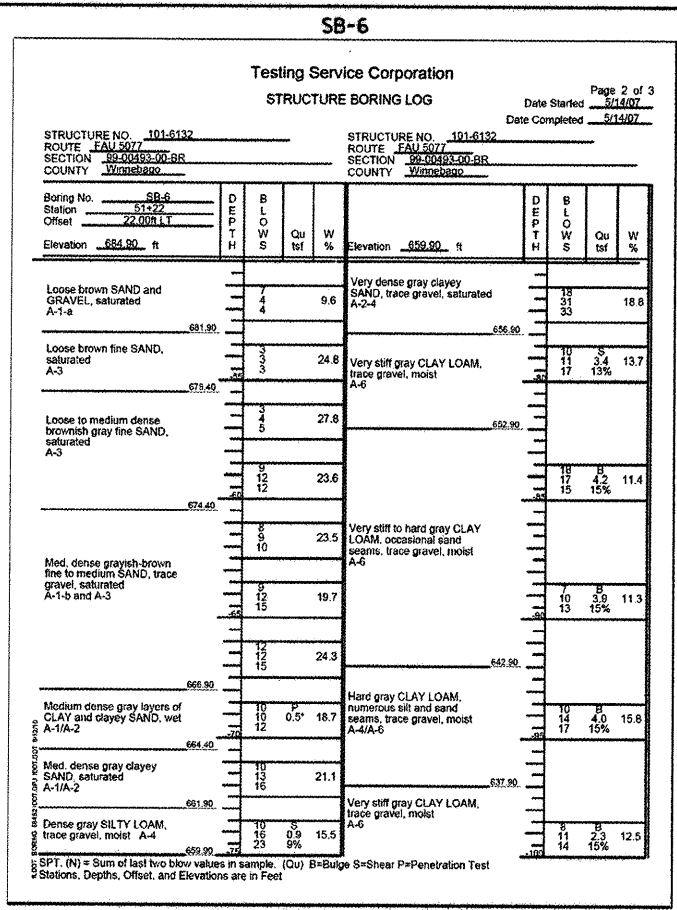 SB-6
Testing Service Corporation
STRUCTURE BORING LOG
Page 2 of 3
Date Started 5/14/07
Date Completed 5/14/07
STRUCTURE NO. 101-6132
ROUTE FAU 5077
SECTION 99-00493-00-BR
COUNTY Winnebago
STRUCTURE NO. 101-6132
ROUTE FAU 5077
SECTION 99-00493-00-BR
COUNTY Winnebago
Boring No. SB-6
Station 51+22
Offset 22.00ft LT
Elevation 684.90 ft
DEPTH BLOWS Qu tsf W %
Loose brown SAND and
GRAVEL, saturated
A-1-a
7
4 9.6
4
681.90
Loose brown fine SAND,
saturated
A-3
3
3 24.8
3
-55
679.40
Loose to medium dense
brownish gray fine SAND,
saturated
A-3
3
4 27.8
5
9
12 23.6
12
-60
674.40
Med. dense grayish-brown
fine to medium SAND, trace
gravel, saturated
A-1-b and A-3
8
9 23.5
10
9
12 19.7
15
-65
12
12 24.3
15
666.90
Medium dense gray layers of
CLAY and clayey SAND, wet
A-1/A-2
10 P
10 0.5* 18.7
12
-70
664.40
Med. dense gray clayey
SAND, saturated
A-1/A-2
10
13 21.1
16
661.90
Dense gray SILTY LOAM,
trace gravel, moist A-4
10 S
16 0.9 15.5
23 9%
659.90 -75
Elevation 659.90 ft
DEPTH BLOWS Qu tsf W %
Very dense gray clayey
SAND, trace gravel, saturated
A-2-4
18
31 18.8
33
656.90
Very stiff gray CLAY LOAM,
trace gravel, moist
A-6
10 S
11 3.4 13.7
17 13%
-80
652.90
Very stiff to hard gray CLAY
LOAM, occasional sand
seams, trace gravel, moist
A-6
18 B
17 4.2 11.4
15 15%
-85
7 B
10 3.9 11.3
13 15%
-90
642.90
Hard gray CLAY LOAM,
numerous silt and sand
seams, trace gravel, moist
A-4/A-6
10 B
14 4.0 15.8
17 15%
-95
637.90
Very stiff gray CLAY LOAM,
trace gravel, moist
A-6
8 B
11 2.3 12.5
14 15%
-100
SPT. (N) = Sum of last two blow values in sample. (Qu) B=Bulge S=Shear P=Penetration Test
Stations, Depths, Offset, and Elevations are in Feet